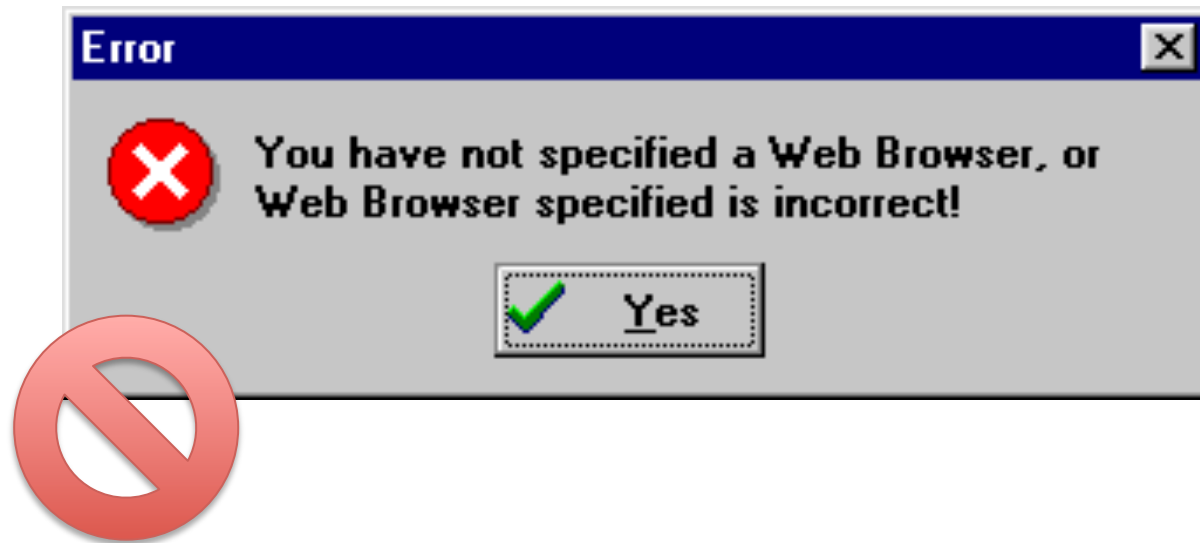 Error
You have not specified a Web Browser, or
Web Browser specified is incorrect!
Yes